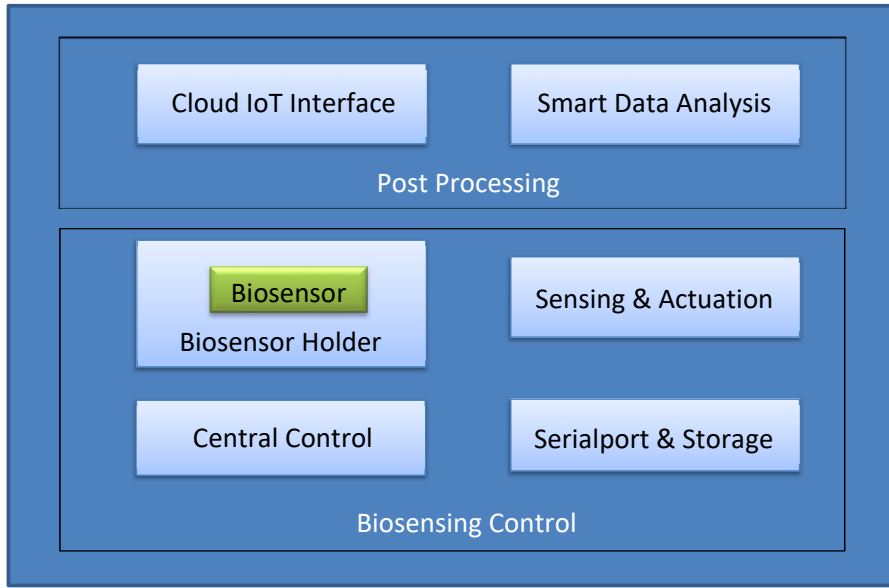 Cloud IoT Interface
Smart Data Analysis
Post Processing
Biosensor
Biosensor Holder
Sensing & Actuation
Central Control
Serialport & Storage
Biosensing Control